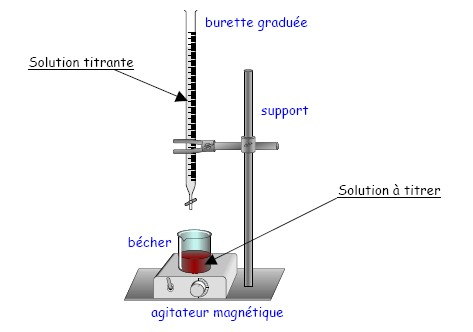 burette graduée
Solution titrante
support
Solution à titrer
bécher
agitateur magnétique